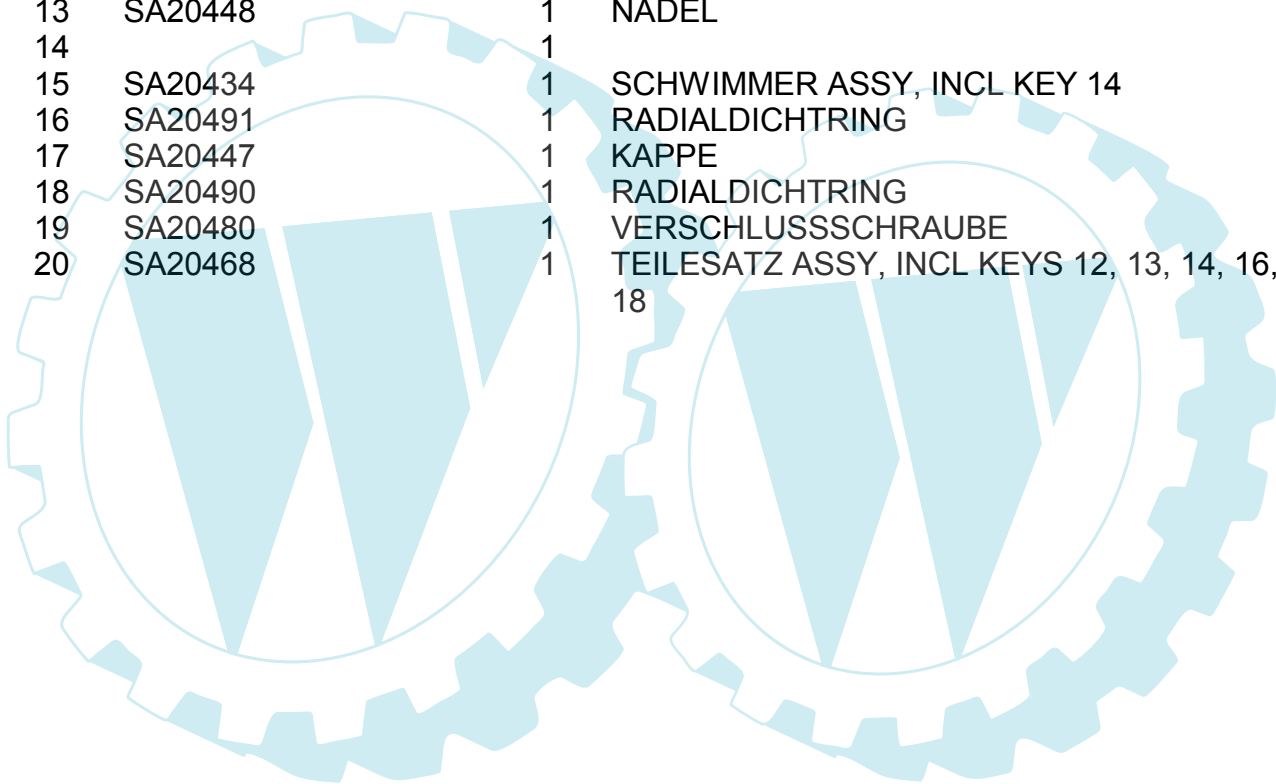 13 SA20448 1 NADEL
14 1
15 SA20434 1 SCHWIMMER ASSY, INCL KEY 14
16 SA20491 1 RADIALDICHTRING
17 SA20447 1 KAPPE
18 SA20490 1 RADIALDICHTRING
19 SA20480 1 VERSCHLUSSSCHRAUBE
20 SA20468 1 TEILESATZ ASSY, INCL KEYS 12, 13, 14, 16,
18